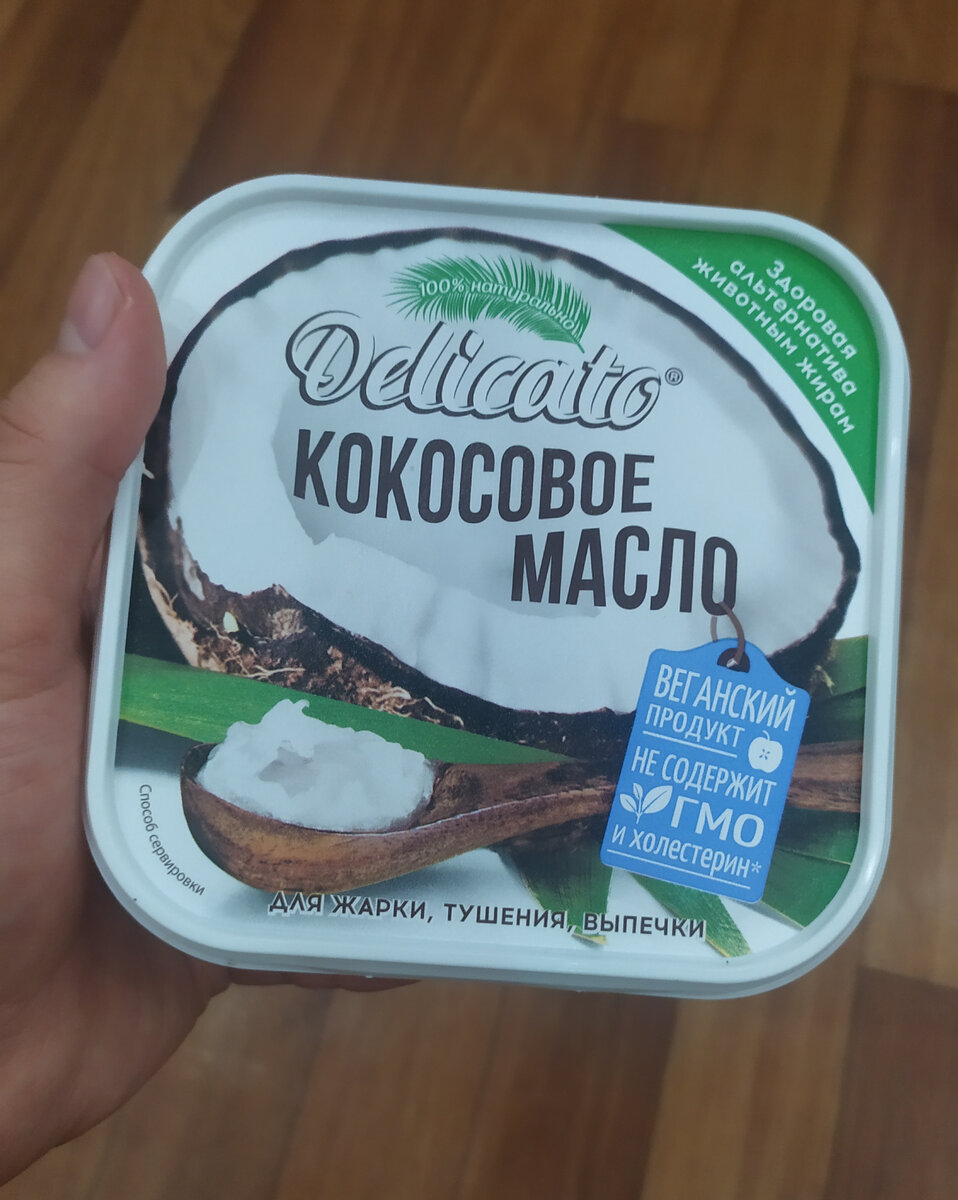 100% натурально
Delicato®
КОКОСОВОЕ
МАСЛО
Здоровая
альтернатива
животным жирам
ВЕГАНСКИЙ
ПРОДУКТ
НЕ СОДЕРЖИТ
ГМО
И ХОЛЕСТЕРИН*
Способ сервировки
ДЛЯ ЖАРКИ, ТУШЕНИЯ, ВЫПЕЧКИ